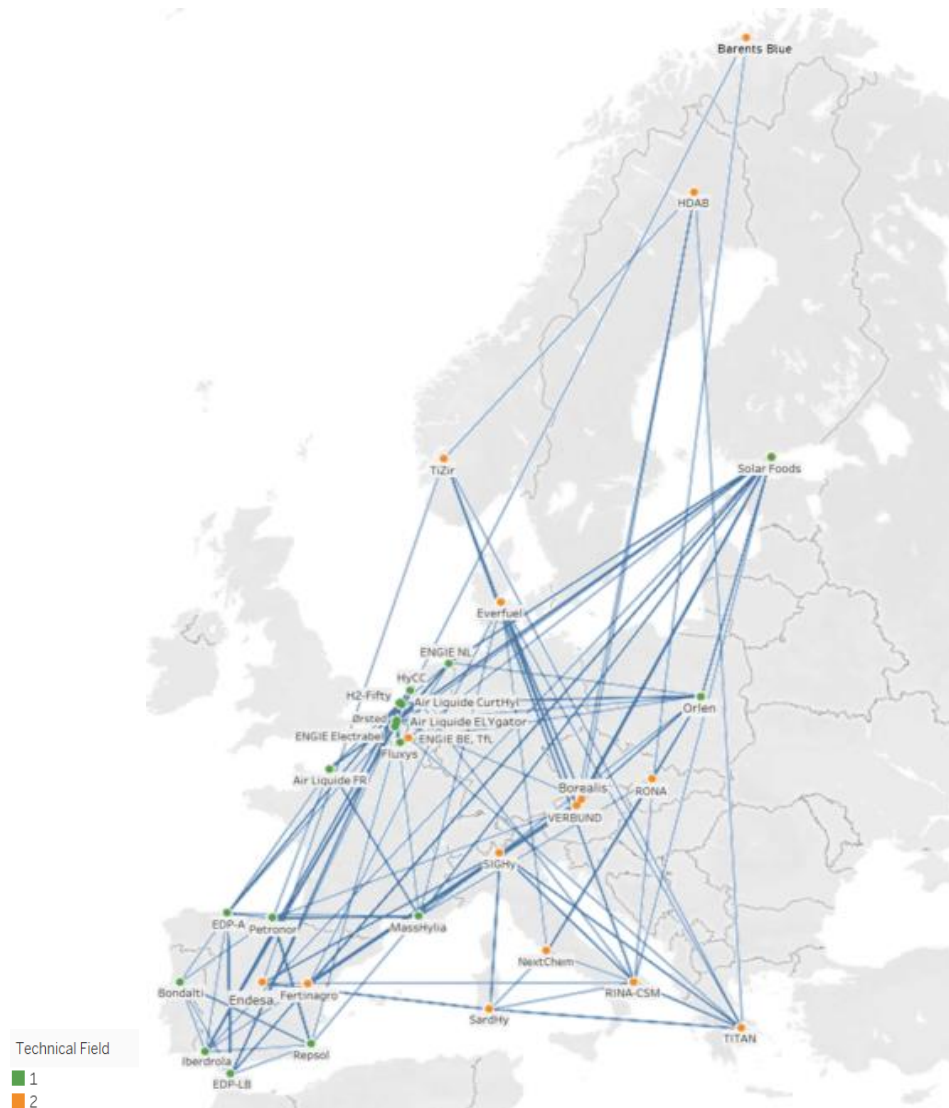 Barents Blue
HDAB
TiZir
Solar Foods
Everfuel
ENGIE NL
HyCC
H2-Fifty
Air Liquide CurtHyl
Orlen
Ørsted
Air Liquide ELYgator
ENGIE Electrabel
ENGIE BE, TfL
Fluxys
Air Liquide FR
Borealis
RONA
VERBUND
SIGHy
EDP-A
Petronor
MassHylia
NextChem
Bondalti
Endesa,
Fertinagro
RINA-CSM
SardHy
TITAN
Iberdrola
Repsol
EDP-LB
Technical Field
1
2